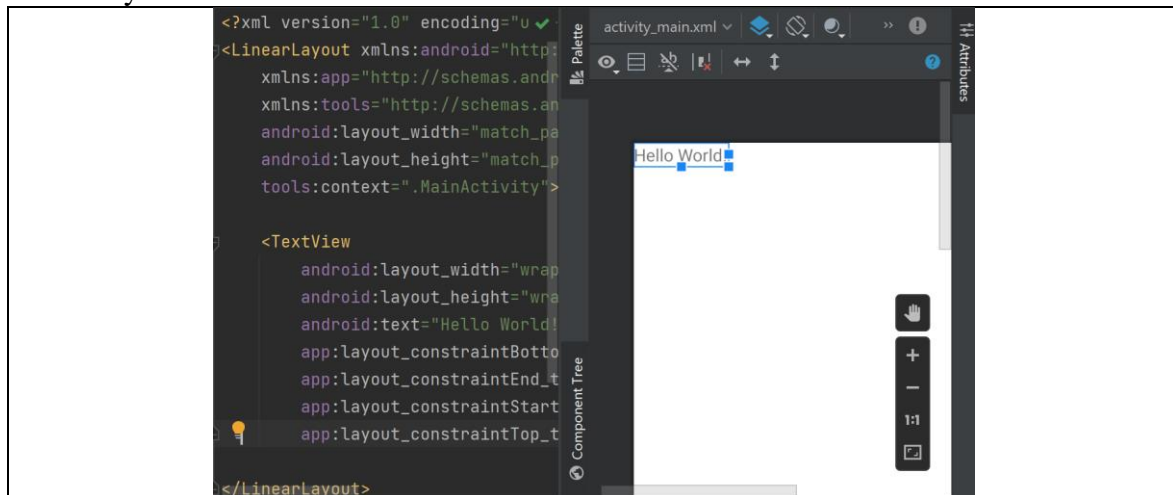 <?xml version="1.0" encoding="u
<LinearLayout xmlns:android="http:
xmlns:app="http://schemas.andr
xmlns:tools="http://schemas.an
android:layout_width="match_pa
android:layout_height="match_p
tools:context=".MainActivity">
<TextView
android:layout_width="wrap
android:layout_height="wra
android:text="Hello World!
app:layout_constraintBotto
app:layout_constraintEnd_t
app:layout_constraintStart
app:layout_constraintTop_t
</LinearLayout>
Palette
Component Tree
activity_main.xml
Hello World!
1:1
Attributes